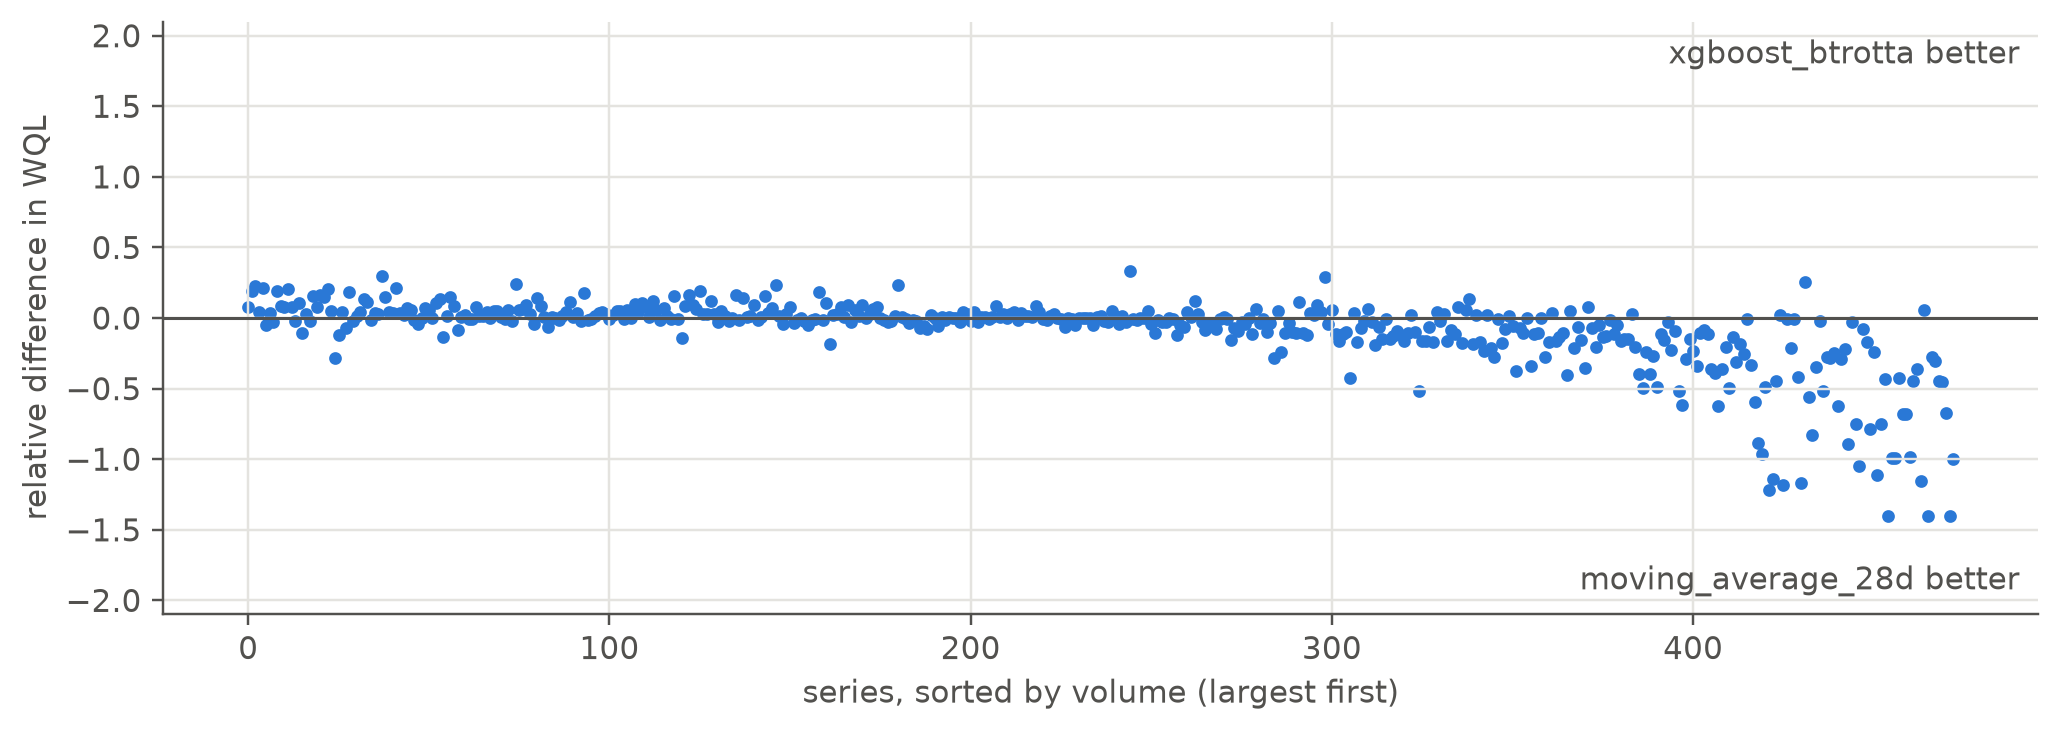 xgboost_btrotta better
moving_average_28d better
relative difference in WQL
2.0
1.5
1.0
0.5
0.0
−0.5
−1.0
−1.5
−2.0
0 100 200 300 400
series, sorted by volume (largest first)